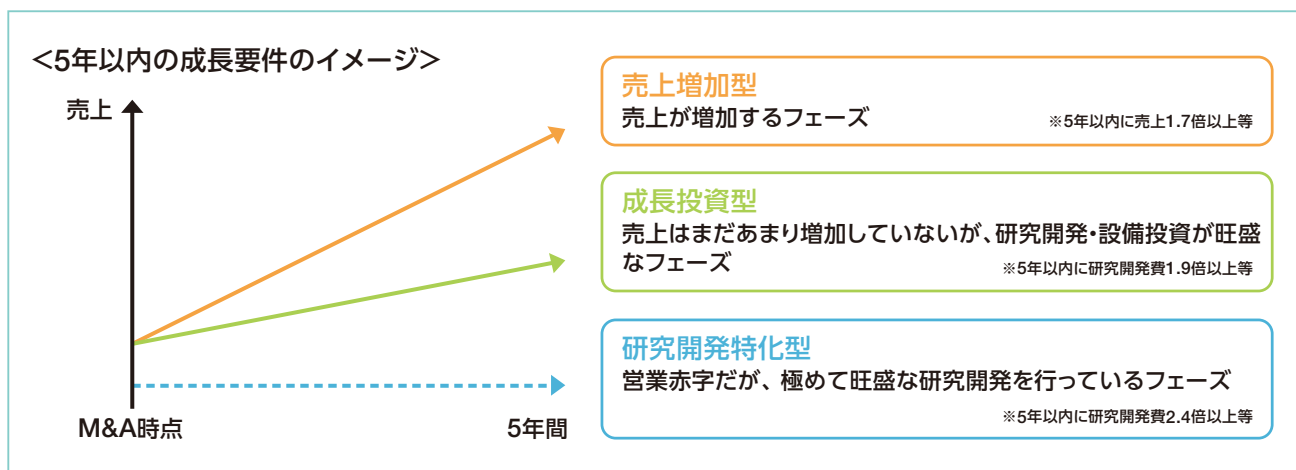 ＜5年以内の成長要件のイメージ＞
売上
M&A時点
5年間
売上増加型
売上が増加するフェーズ
※5年以内に売上1.7倍以上等
成長投資型
売上はまだあまり増加していないが、研究開発・設備投資が旺盛
なフェーズ
※5年以内に研究開発費1.9倍以上等
研究開発特化型
営業赤字だが、極めて旺盛な研究開発を行っているフェーズ
※5年以内に研究開発費2.4倍以上等